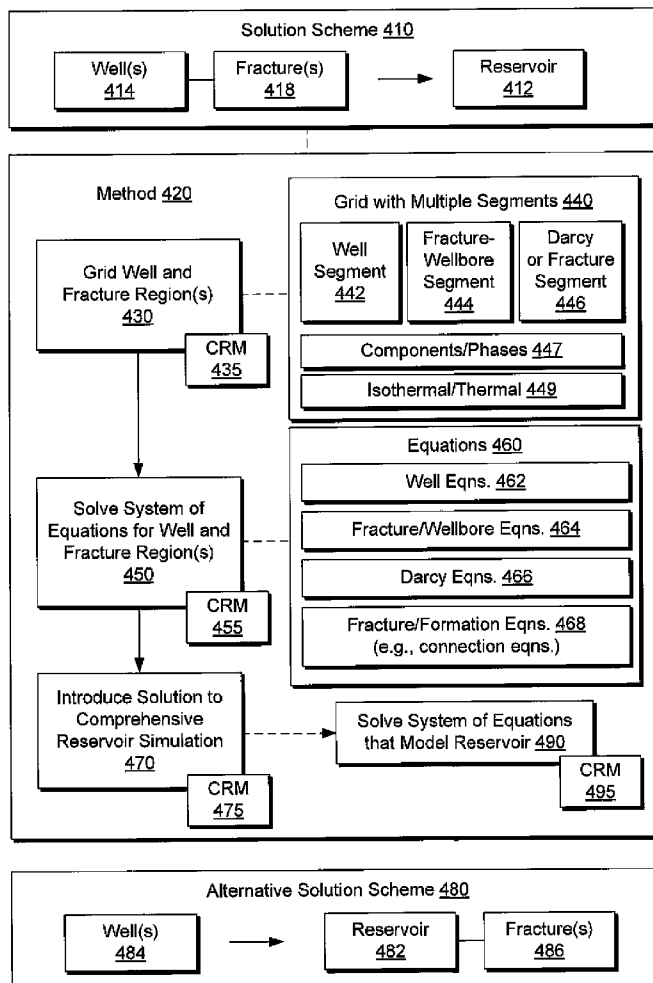 Solution Scheme 410
Well(s)
414
Fracture(s)
418
Reservoir
412
Method 420
Grid Well and
Fracture Region(s)
430
CRM
435
Grid with Multiple Segments 440
Well
Segment
442
Fracture-
Wellbore
Segment
444
Darcy
or Fracture
Segment
446
Components/Phases 447
Isothermal/Thermal 449
Solve System of
Equations for Well and
Fracture Region(s)
450
CRM
455
Equations 460
Well Eqns. 462
Fracture/Wellbore Eqns. 464
Darcy Eqns. 466
Fracture/Formation Eqns. 468
(e.g., connection eqns.)
Introduce Solution to
Comprehensive
Reservoir Simulation
470
CRM
475
Solve System of Equations
that Model Reservoir 490
CRM
495
Alternative Solution Scheme 480
Well(s)
484
Reservoir
482
Fracture(s)
486